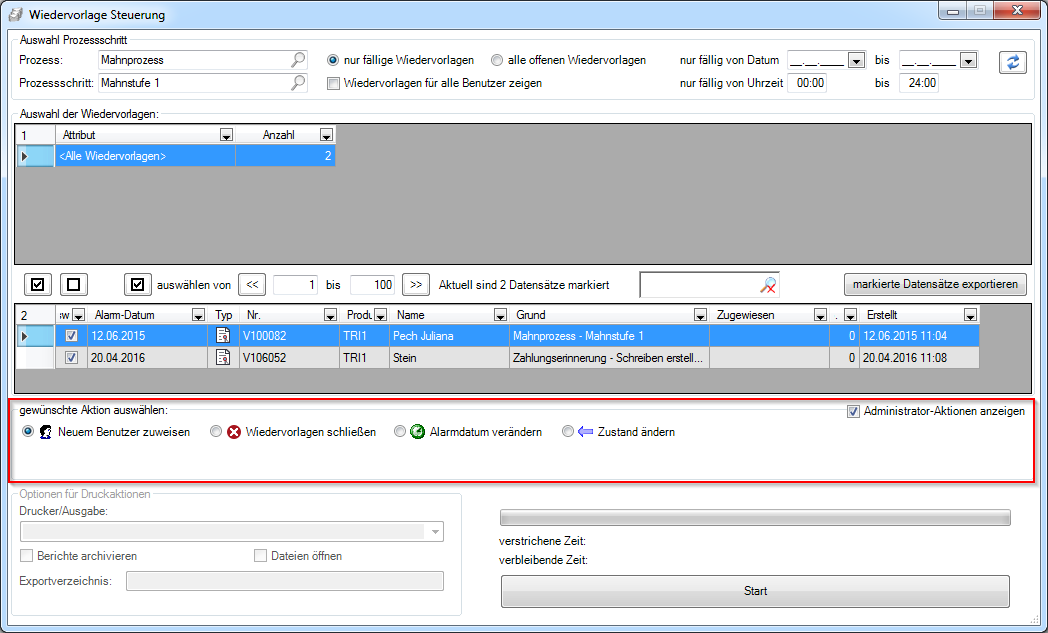 Wiedervorlage Steuerung
Auswahl Prozessschritt
Prozess: Mahnprozess nur fällige Wiedervorlagen alle offenen Wiedervorlagen nur fällig von Datum __.__.____ bis __.__.____
Prozessschritt: Mahnstufe 1 Wiedervorlagen für alle Benutzer zeigen nur fällig von Uhrzeit 00:00 bis 24:00
Auswahl der Wiedervorlagen:
1 Attribut Anzahl
<Alle Wiedervorlagen> 2
auswählen von << 1 bis 100 >> Aktuell sind 2 Datensätze markiert markierte Datensätze exportieren
2 :w Alarm-Datum Typ Nr. Produ Name Grund Zugewiesen . Erstellt
12.06.2015 V100082 TRI1 Pech Juliana Mahnprozess - Mahnstufe 1 0 12.06.2015 11:04
20.04.2016 V106052 TRI1 Stein Zahlungserinnerung - Schreiben erstell... 0 20.04.2016 11:08
gewünschte Aktion auswählen: Administrator-Aktionen anzeigen
Neuem Benutzer zuweisen Wiedervorlagen schließen Alarmdatum verändern Zustand ändern
Optionen für Druckaktionen
Drucker/Ausgabe:
Berichte archivieren Dateien öffnen
Exportverzeichnis:
verstrichene Zeit:
verbleibende Zeit:
Start